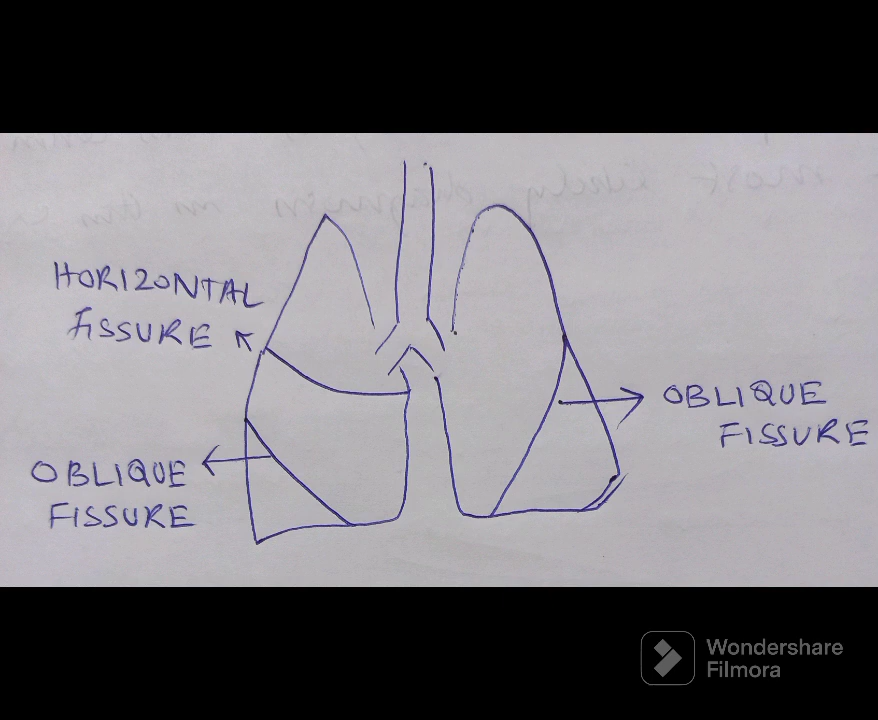 HORIZONTAL
FISSURE
OBLIQUE
FISSURE
OBLIQUE
FISSURE
Wondershare
Filmora